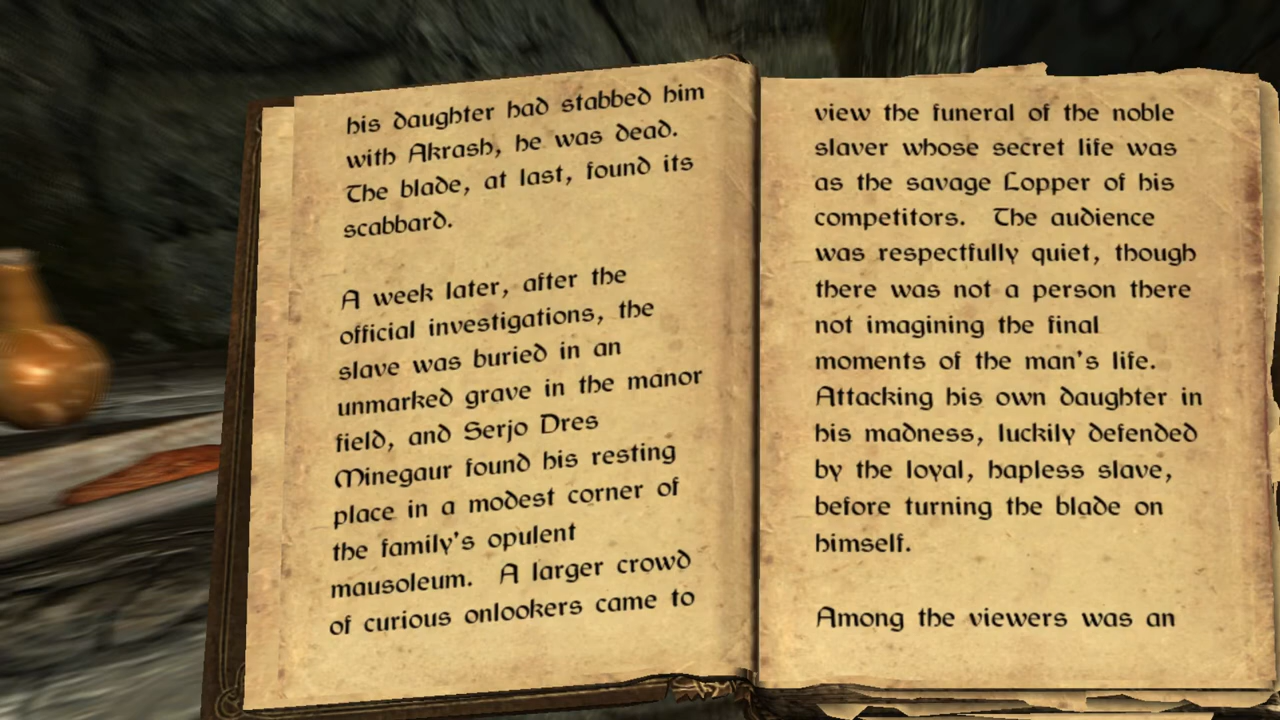 his daughter had stabbed him
with Akrash, he was dead.
The blade, at last, found its
scabbard.
A week later, after the
official investigations, the
slave was buried in an
unmarked grave in the manor
field, and Serjo Dres
Minegaur found his resting
place in a modest corner of
the family's opulent
mausoleum. A larger crowd
of curious onlookers came to
view the funeral of the noble
slaver whose secret life was
as the savage Lopper of his
competitors. The audience
was respectfully quiet, though
there was not a person there
not imagining the final
moments of the man's life.
Attacking his own daughter in
his madness, luckily defended
by the loyal, hapless slave,
before turning the blade on
himself.
Among the viewers was an